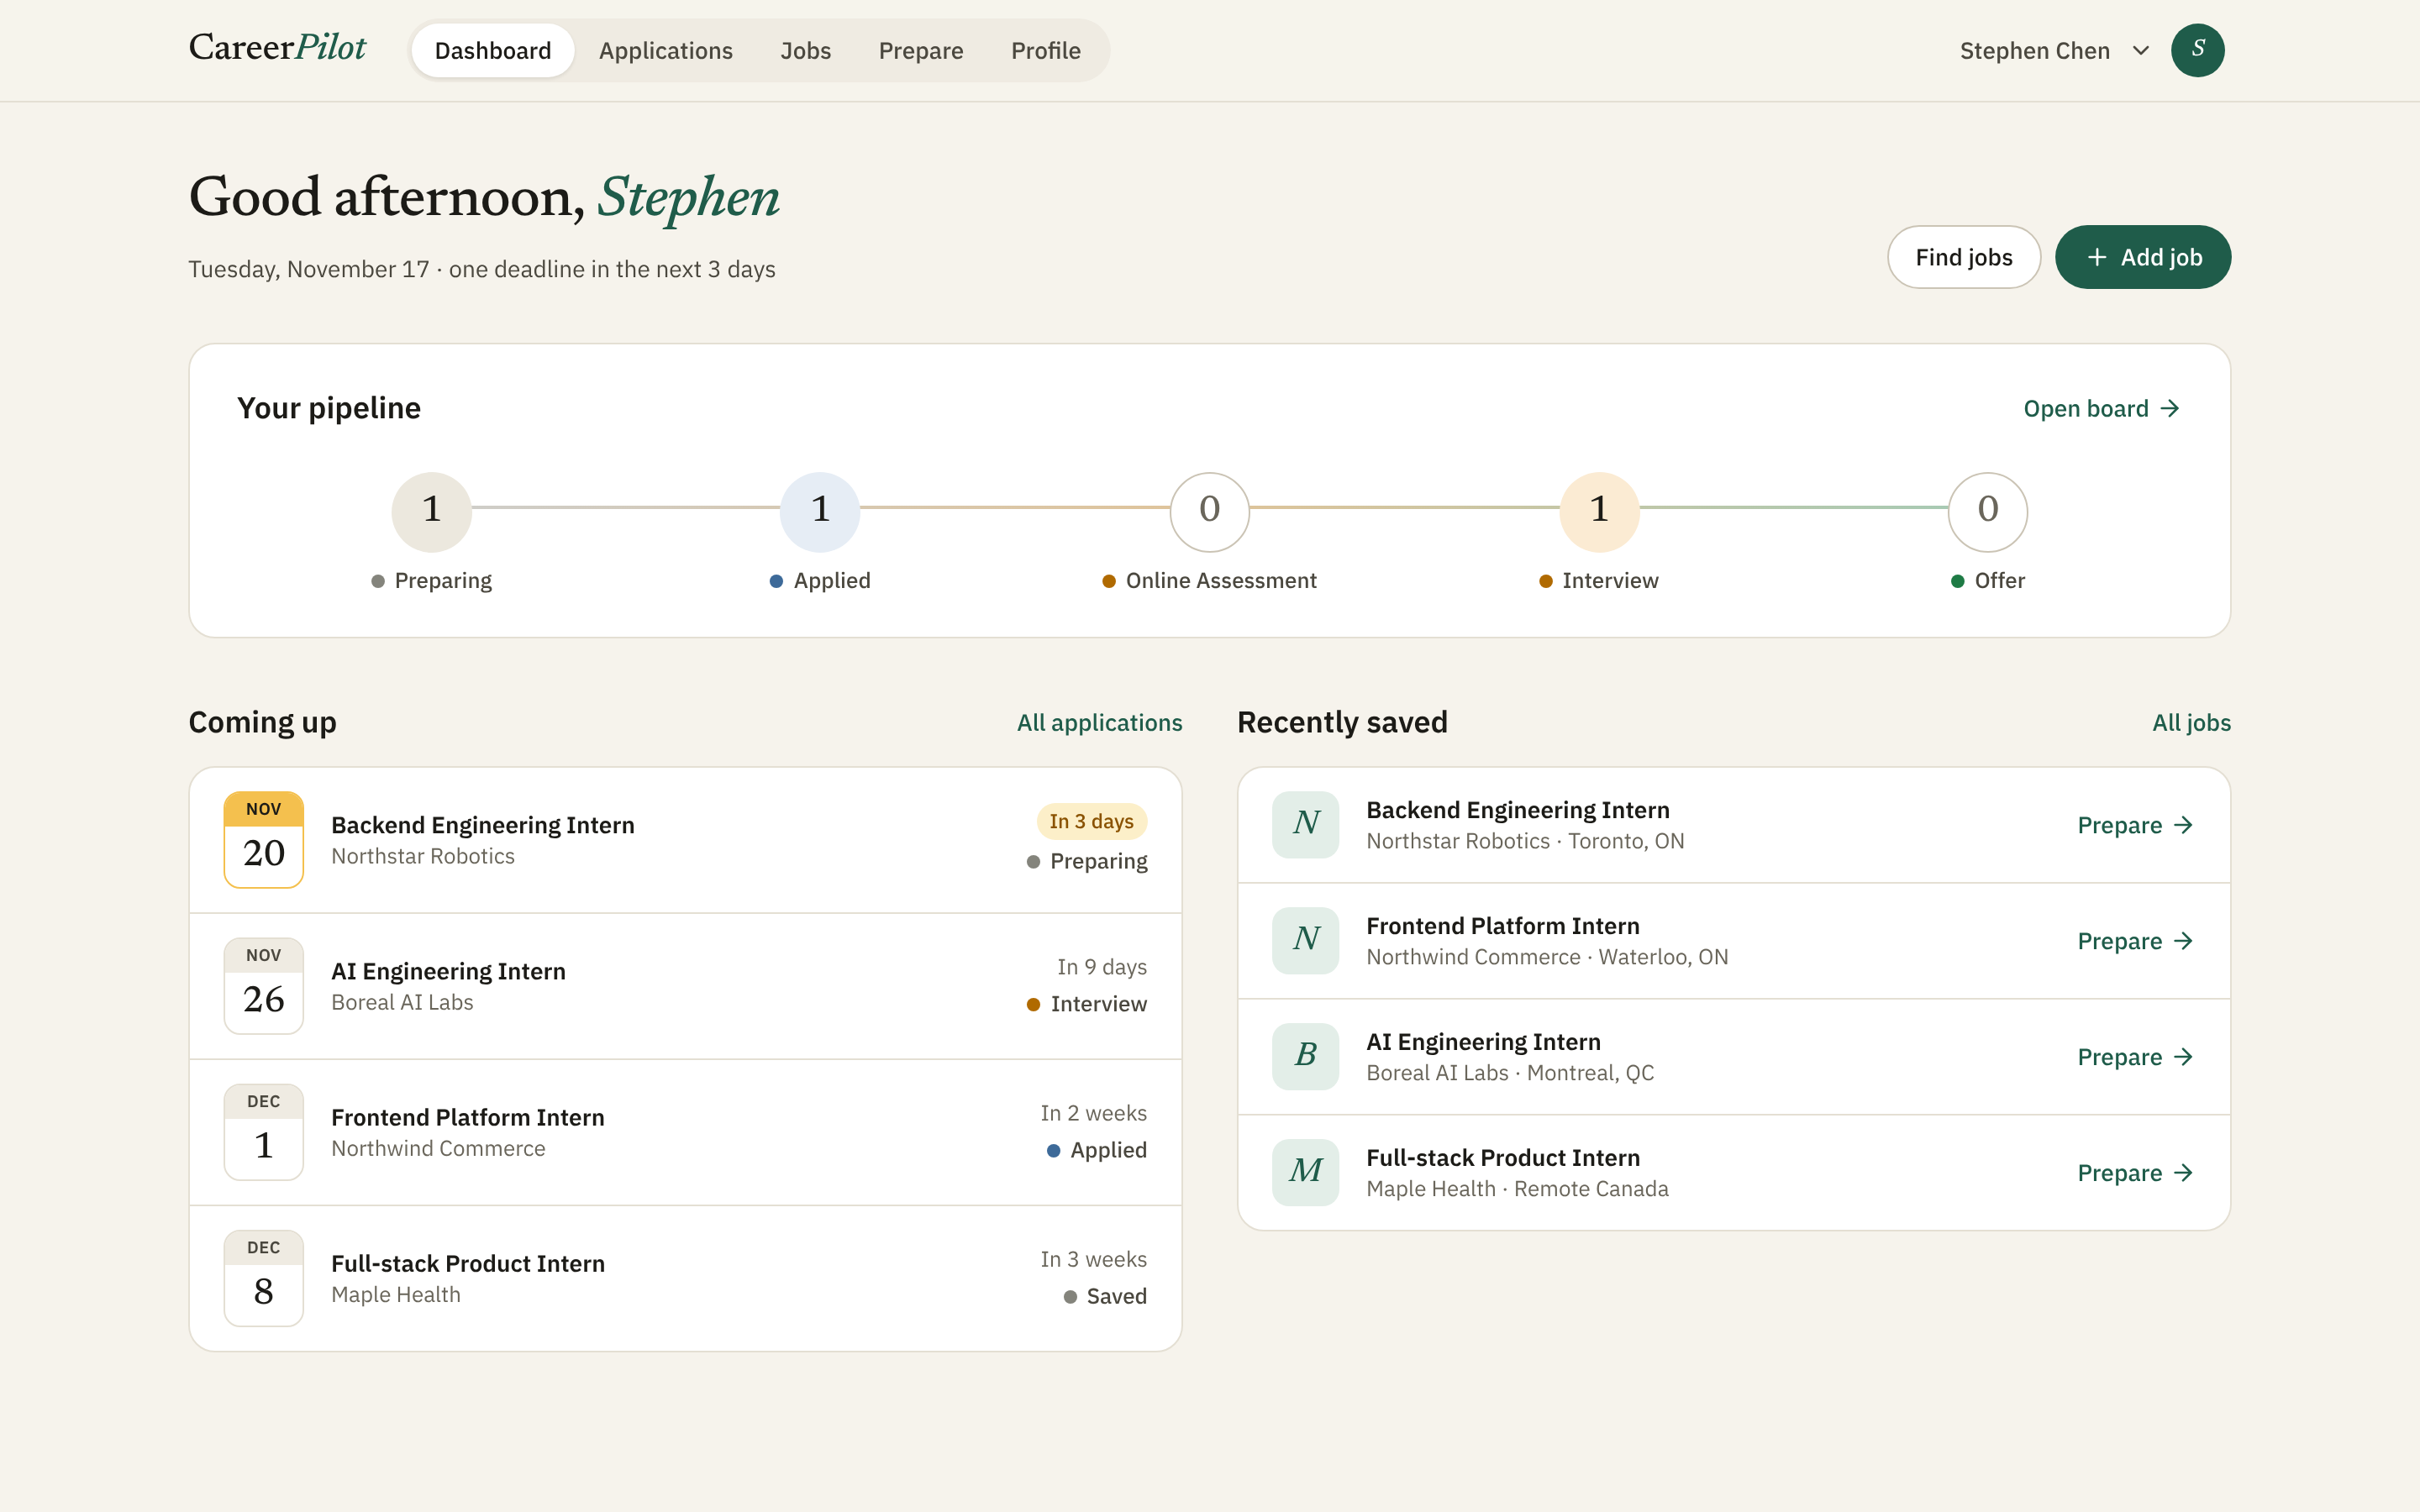 CareerPilot
Dashboard Applications Jobs Prepare Profile
Stephen Chen S
Good afternoon, Stephen
Tuesday, November 17 · one deadline in the next 3 days
Find jobs
+ Add job
Your pipeline
Open board →
1 1 0 1 0
Preparing Applied Online Assessment Interview Offer
Coming up
All applications
NOV
20
Backend Engineering Intern
Northstar Robotics
In 3 days
Preparing
NOV
26
AI Engineering Intern
Boreal AI Labs
In 9 days
Interview
DEC
1
Frontend Platform Intern
Northwind Commerce
In 2 weeks
Applied
DEC
8
Full-stack Product Intern
Maple Health
In 3 weeks
Saved
Recently saved
All jobs
N
Backend Engineering Intern
Northstar Robotics · Toronto, ON
Prepare →
N
Frontend Platform Intern
Northwind Commerce · Waterloo, ON
Prepare →
B
AI Engineering Intern
Boreal AI Labs · Montreal, QC
Prepare →
M
Full-stack Product Intern
Maple Health · Remote Canada
Prepare →